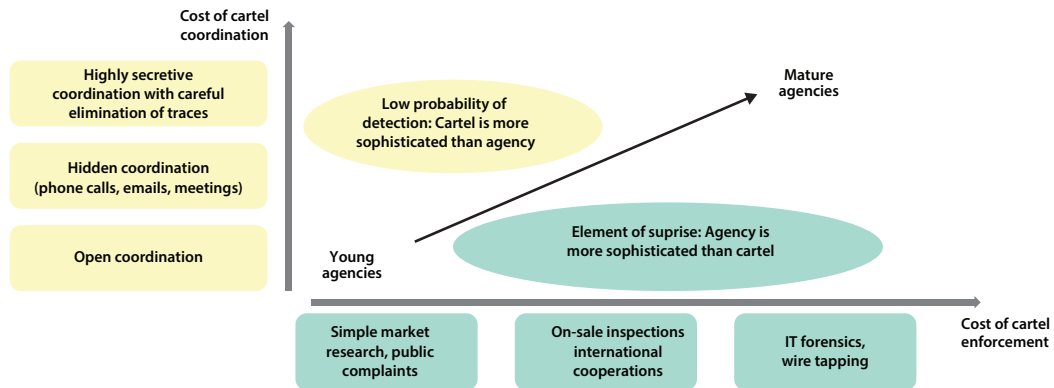 Cost of cartel
coordination
Highly secretive
coordination with careful
elimination of traces
Hidden coordination
(phone calls, emails, meetings)
Open coordination
Low probability of
detection: Cartel is more
sophisticated than agency
Mature
agencies
Element of suprise: Agency is
more sophisticated than cartel
Young
agencies
Simple market
research, public
complaints
On-sale inspections
international
cooperations
IT forensics,
wire tapping
Cost of cartel
enforcement